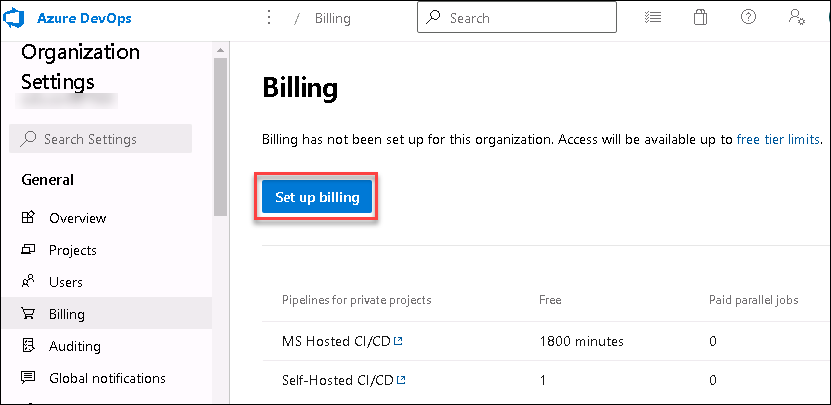 Azure DevOps
/ Billing
Search
Organization
Settings
Search Settings
General
Overview
Projects
Users
Billing
Auditing
Global notifications
Billing
Billing has not been set up for this organization. Access will be available up to free tier limits.
Set up billing
Pipelines for private projects Free Paid parallel jobs
MS Hosted CI/CD 1800 minutes 0
Self-Hosted CI/CD 1 0